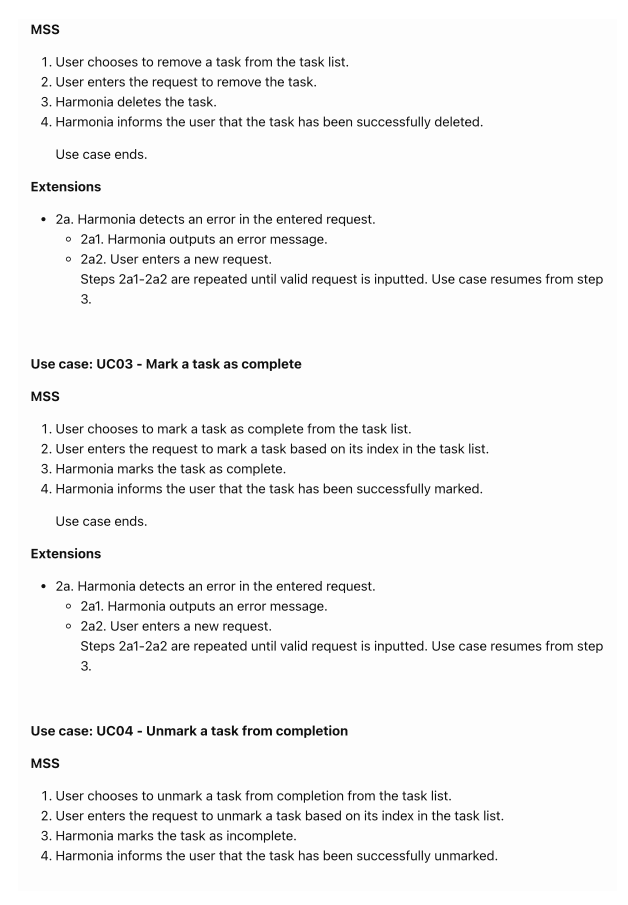 MSS
1. User chooses to remove a task from the task list.
2. User enters the request to remove the task.
3. Harmonia deletes the task.
4. Harmonia informs the user that the task has been successfully deleted.
Use case ends.
Extensions
• 2a. Harmonia detects an error in the entered request.
◦ 2a1. Harmonia outputs an error message.
◦ 2a2. User enters a new request.
Steps 2a1-2a2 are repeated until valid request is inputted. Use case resumes from step
3.
Use case: UC03 - Mark a task as complete
MSS
1. User chooses to mark a task as complete from the task list.
2. User enters the request to mark a task based on its index in the task list.
3. Harmonia marks the task as complete.
4. Harmonia informs the user that the task has been successfully marked.
Use case ends.
Extensions
• 2a. Harmonia detects an error in the entered request.
◦ 2a1. Harmonia outputs an error message.
◦ 2a2. User enters a new request.
Steps 2a1-2a2 are repeated until valid request is inputted. Use case resumes from step
3.
Use case: UC04 - Unmark a task from completion
MSS
1. User chooses to unmark a task from completion from the task list.
2. User enters the request to unmark a task based on its index in the task list.
3. Harmonia marks the task as incomplete.
4. Harmonia informs the user that the task has been successfully unmarked.